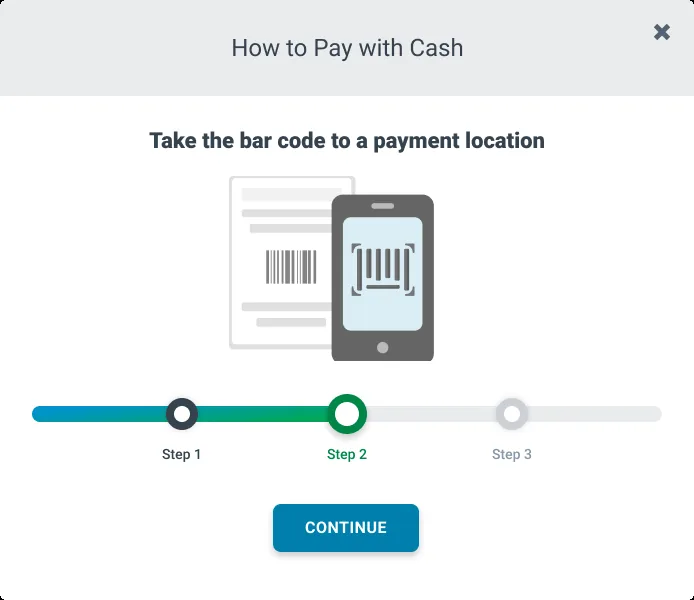 How to Pay with Cash
Take the bar code to a payment location
Step 1
Step 2
Step 3
CONTINUE